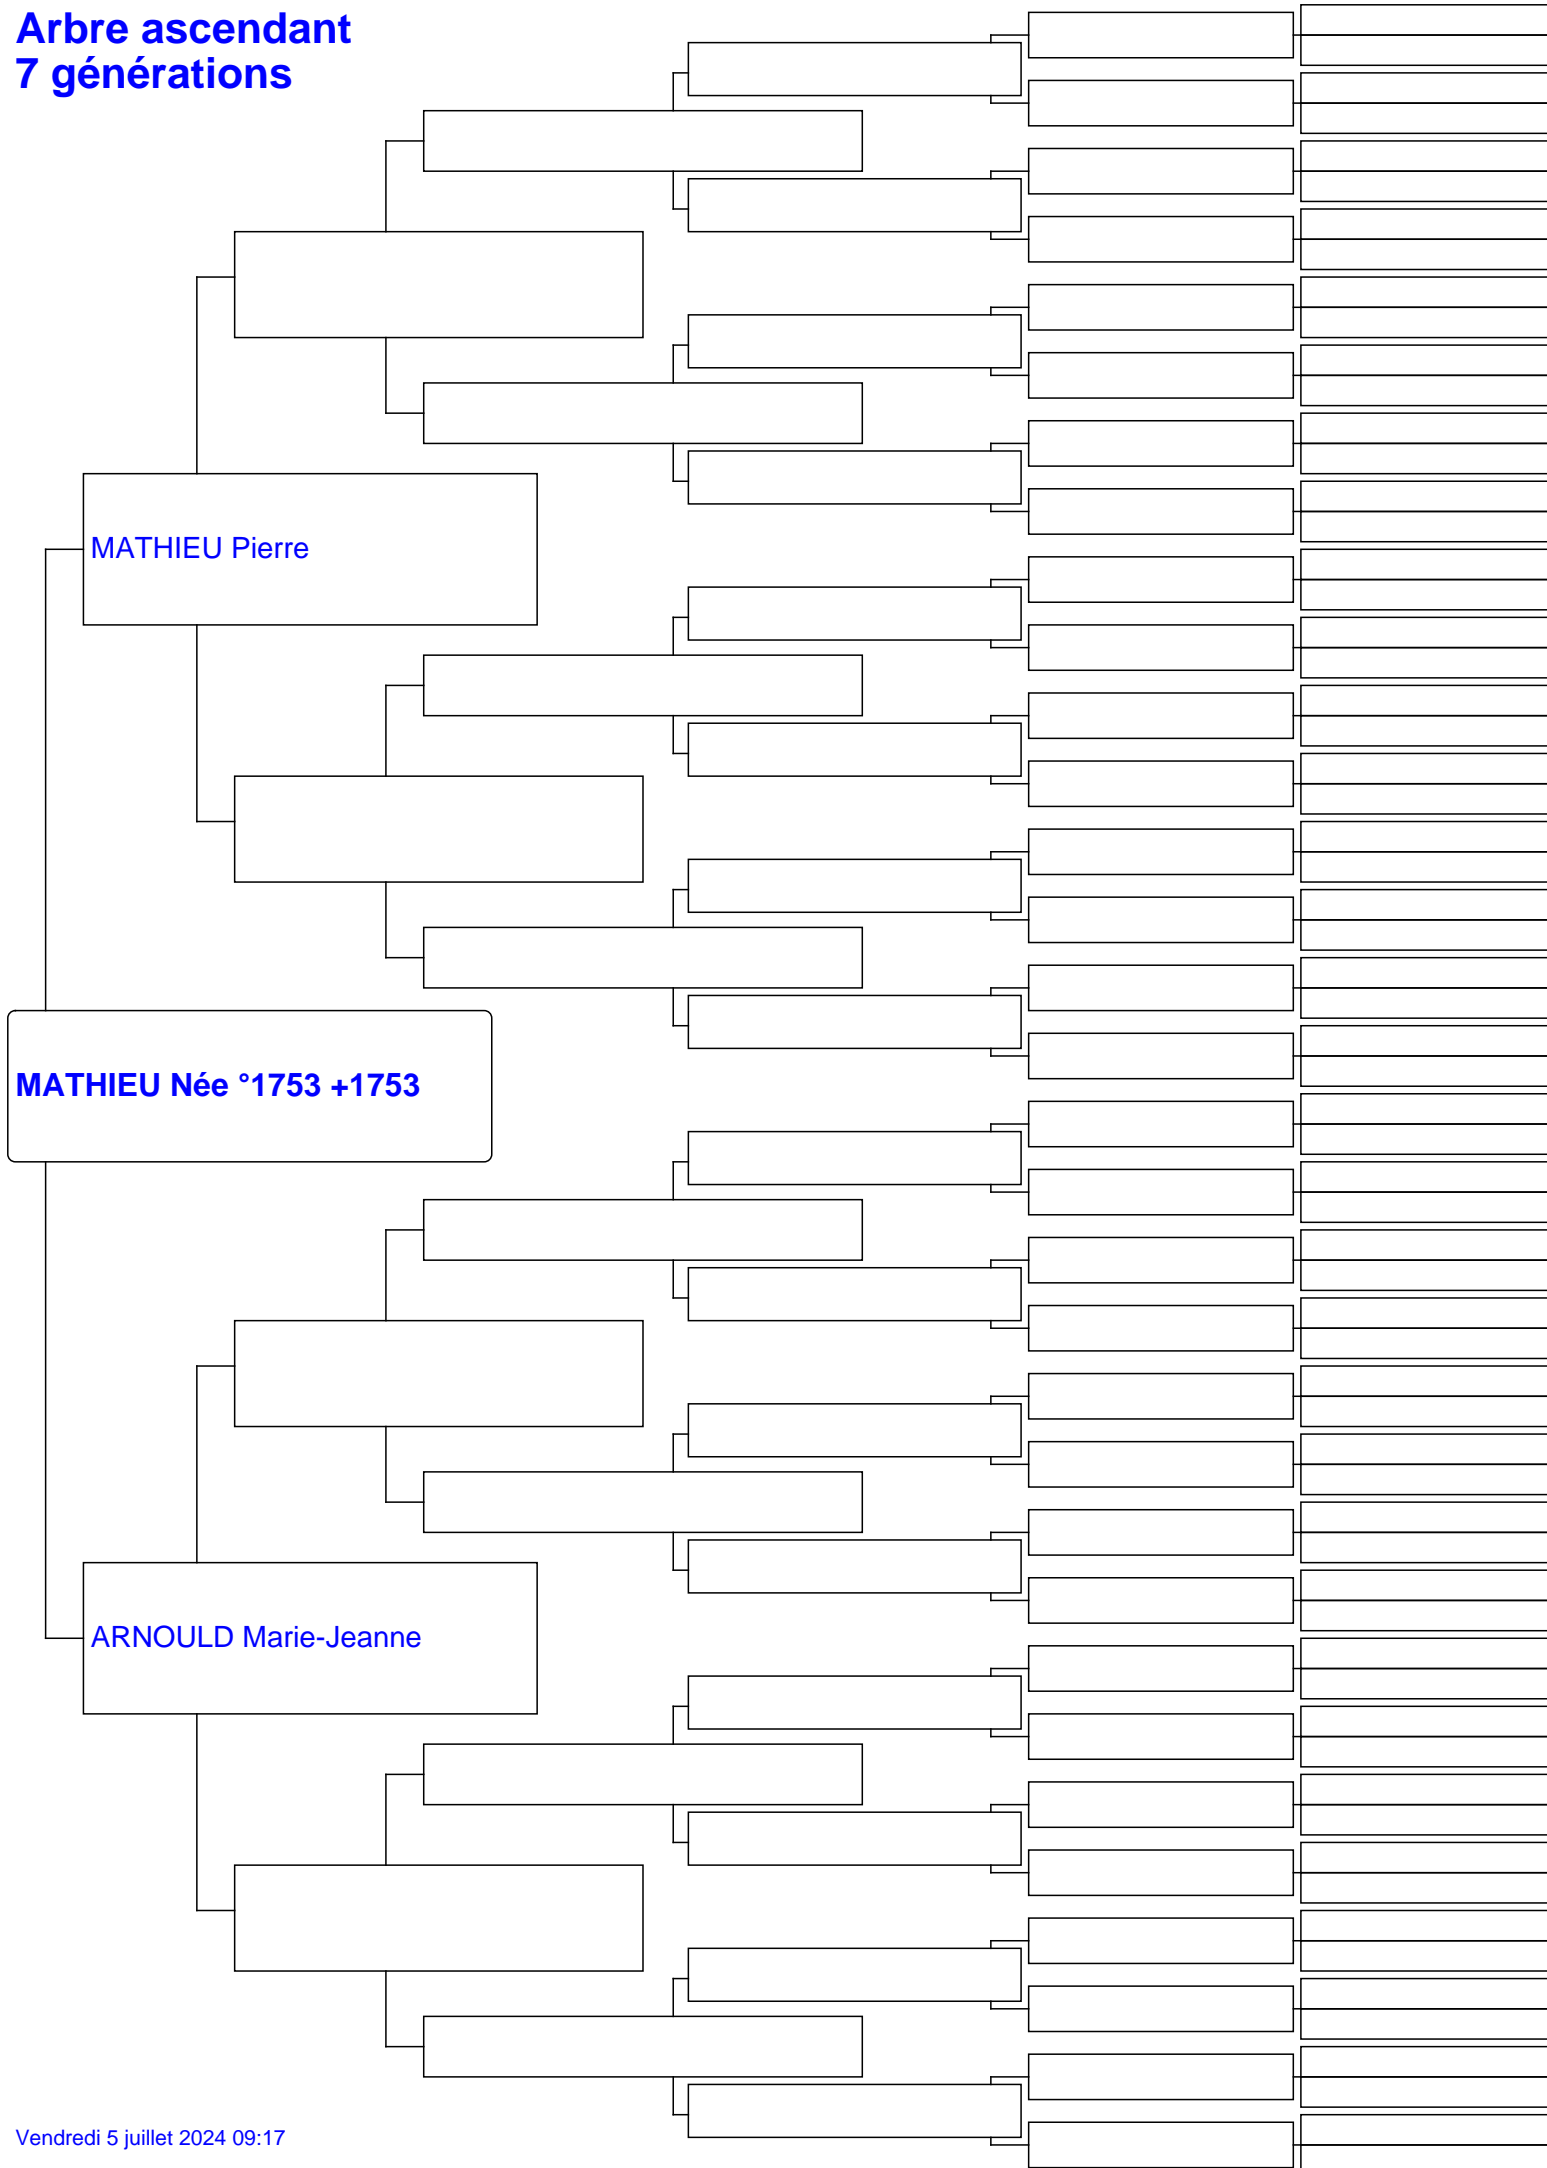 Arbre ascendant
7 générations
MATHIEU Pierre
MATHIEU Née °1753 +1753
ARNOULD Marie-Jeanne
Vendredi 5 juillet 2024 09:17